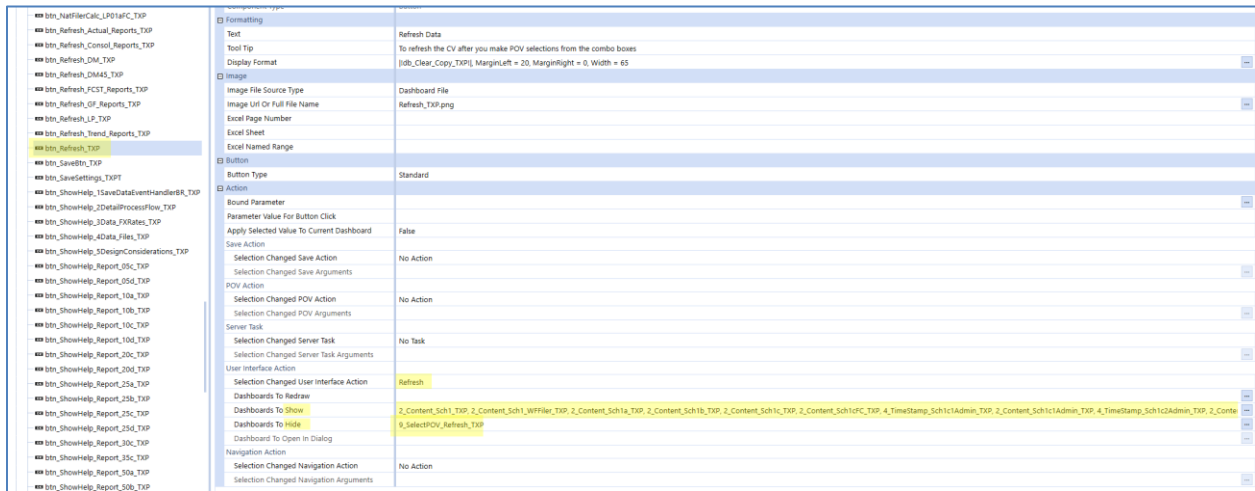 btn_NatFilerCalc_LP01aFC_TXP
btn_Refresh_Actual_Reports_TXP
btn_Refresh_Consol_Reports_TXP
btn_Refresh_DM_TXP
btn_Refresh_DM45_TXP
btn_Refresh_FCST_Reports_TXP
btn_Refresh_GF_Reports_TXP
btn_Refresh_LP_TXP
btn_Refresh_Trend_Reports_TXP
btn_Refresh_TXP
btn_SaveBtn_TXP
btn_SaveSettings_TXPT
btn_ShowHelp_1SaveDataEventHandlerBR_TXP
btn_ShowHelp_2DetailProcessFlow_TXP
btn_ShowHelp_3Data_FXRates_TXP
btn_ShowHelp_4Data_Files_TXP
btn_ShowHelp_5DesignConsiderations_TXP
btn_ShowHelp_Report_05c_TXP
btn_ShowHelp_Report_05d_TXP
btn_ShowHelp_Report_10a_TXP
btn_ShowHelp_Report_10b_TXP
btn_ShowHelp_Report_10c_TXP
btn_ShowHelp_Report_10d_TXP
btn_ShowHelp_Report_20c_TXP
btn_ShowHelp_Report_20d_TXP
btn_ShowHelp_Report_25a_TXP
btn_ShowHelp_Report_25b_TXP
btn_ShowHelp_Report_25c_TXP
btn_ShowHelp_Report_25d_TXP
btn_ShowHelp_Report_30c_TXP
btn_ShowHelp_Report_35c_TXP
btn_ShowHelp_Report_50a_TXP
btn_ShowHelp_Report_50b_TXP
Formatting
Text Refresh Data
Tool Tip To refresh the CV after you make POV selections from the combo boxes
Display Format |!db_Clear_Copy_TXP!|, MarginLeft = 20, MarginRight = 0, Width = 65
Image
Image File Source Type Dashboard File
Image Url Or Full File Name Refresh_TXP.png
Excel Page Number
Excel Sheet
Excel Named Range
Button
Button Type Standard
Action
Bound Parameter
Parameter Value For Button Click
Apply Selected Value To Current Dashboard False
Save Action
Selection Changed Save Action No Action
Selection Changed Save Arguments
POV Action
Selection Changed POV Action No Action
Selection Changed POV Arguments
Server Task
Selection Changed Server Task No Task
Selection Changed Server Task Arguments
User Interface Action
Selection Changed User Interface Action Refresh
Dashboards To Redraw
Dashboards To Show 2_Content_Sch1_TXP, 2_Content_Sch1_WFFiler_TXP, 2_Content_Sch1a_TXP, 2_Content_Sch1b_TXP, 2_Content_Sch1c_TXP, 2_Content_Sch1cFC_TXP, 4_TimeStamp_Sch1c1Admin_TXP, 2_Content_Sch1c1Admin_TXP, 4_TimeStamp_Sch1c2Admin_TXP, 2_Conte
Dashboards To Hide 9_SelectPOV_Refresh_TXP
Dashboard To Open In Dialog
Navigation Action
Selection Changed Navigation Action No Action
Selection Changed Navigation Arguments